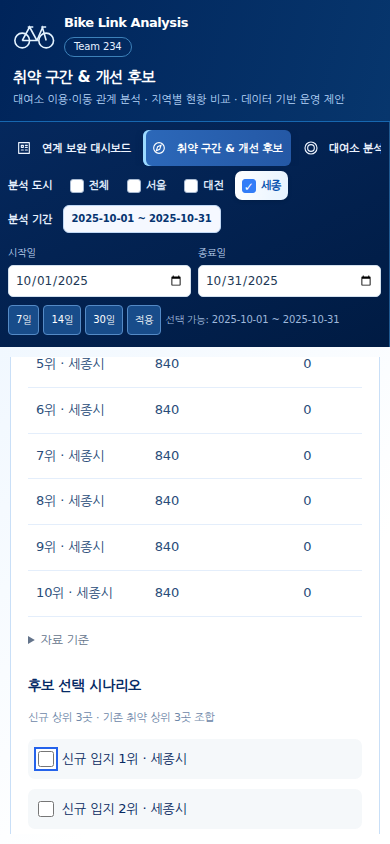 Bike Link Analysis
Team 234
취약 구간 & 개선 후보
대여소 이용·이동 관계 분석 · 지역별 현황 비교 · 데이터 기반 운영 제안
연계 보완 대시보드 취약 구간 & 개선 후보 대여소 분석
분석 도시 전체 서울 대전 세종
분석 기간 2025-10-01 ~ 2025-10-31
시작일 종료일
10/01/2025 10/31/2025
7일 14일 30일 적용 선택 가능: 2025-10-01 ~ 2025-10-31
5위 · 세종시 840 0
6위 · 세종시 840 0
7위 · 세종시 840 0
8위 · 세종시 840 0
9위 · 세종시 840 0
10위 · 세종시 840 0
▶ 자료 기준
후보 선택 시나리오
신규 상위 3곳 · 기존 취약 상위 3곳 조합
신규 입지 1위 · 세종시
신규 입지 2위 · 세종시